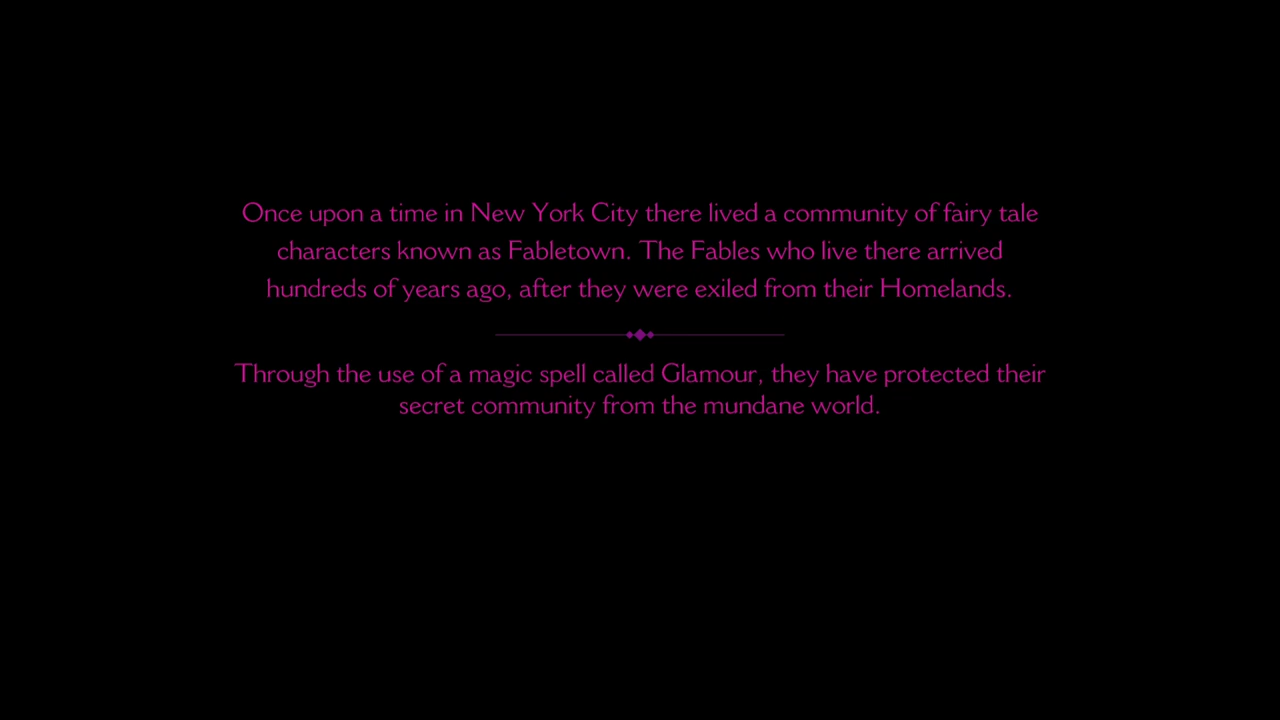 Once upon a time in New York City there lived a community of fairy tale
characters known as Fabletown. The Fables who live there arrived
hundreds of years ago, after they were exiled from their Homelands.
Through the use of a magic spell called Glamour, they have protected their
secret community from the mundane world.